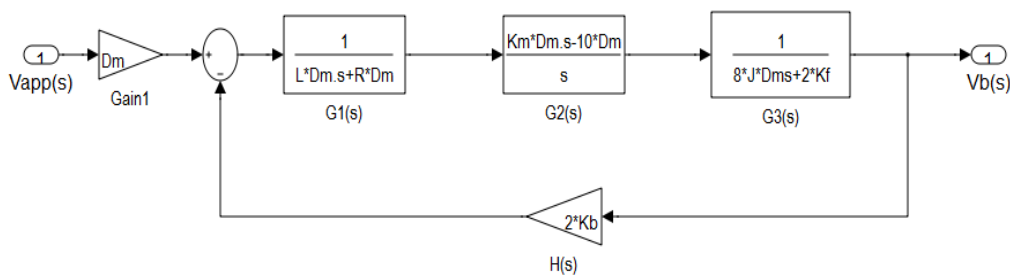 1
Vapp(s)
Dm
Gain1
+
−
1
L*Dm.s+R*Dm
G1(s)
Km*Dm.s-10*Dm
s
G2(s)
1
8*J*Dms+2*Kf
G3(s)
1
Vb(s)
2*Kb
H(s)